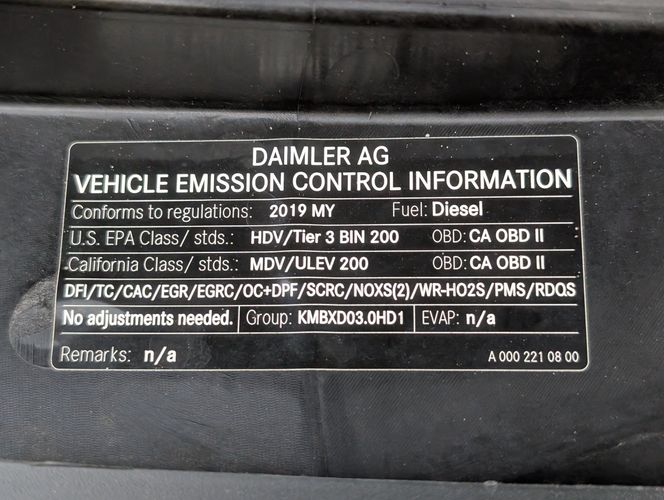 DAIMLER AG
VEHICLE EMISSION CONTROL INFORMATION
Conforms to regulations: 2019 MY Fuel: Diesel
U.S. EPA Class/ stds.: HDV/Tier 3 BIN 200 OBD: CA OBD II
California Class/ stds.: MDV/ULEV 200 OBD: CA OBD II
DFI/TC/CAC/EGR/EGRC/OC+DPF/SCRC/NOXS(2)/WR-HO2S/PMS/RDQS
No adjustments needed. Group: KMBXD03.0HD1 EVAP: n/a
Remarks: n/a A 000 221 08 00